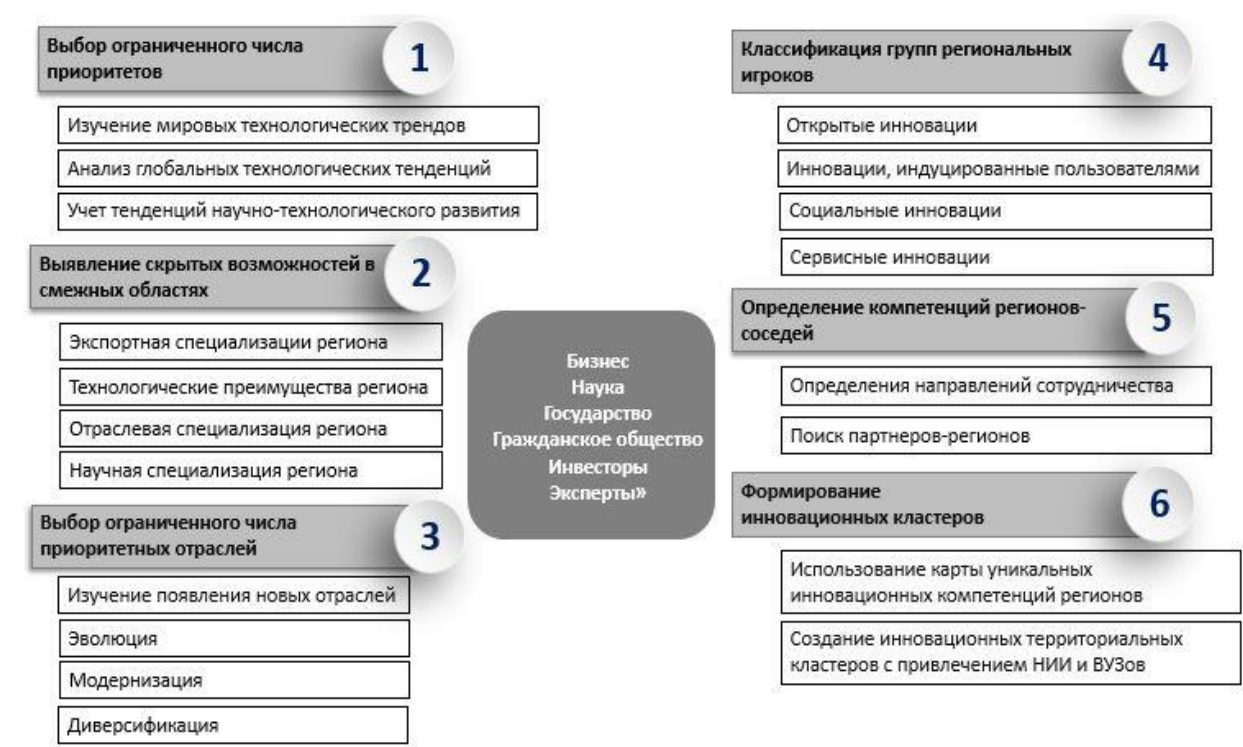 Выбор ограниченного числа
приоритетов
1
Изучение мировых технологических трендов
Анализ глобальных технологических тенденций
Учет тенденций научно-технологического развития
Выявление скрытых возможностей в
смежных областях
2
Экспортная специализации региона
Технологические преимущества региона
Отраслевая специализация региона
Научная специализация региона
Выбор ограниченного числа
приоритетных отраслей
3
Изучение появления новых отраслей
Эволюция
Модернизация
Диверсификация
Бизнес
Наука
Государство
Гражданское общество
Инвесторы
Эксперты»
Классификация групп региональных
игроков
4
Открытые инновации
Инновации, индуцированные пользователями
Социальные инновации
Сервисные инновации
Определение компетенций регионов-
соседей
5
Определения направлений сотрудничества
Поиск партнеров-регионов
Формирование
инновационных кластеров
6
Использование карты уникальных
инновационных компетенций регионов
Создание инновационных территориальных
кластеров с привлечением НИИ и ВУЗов